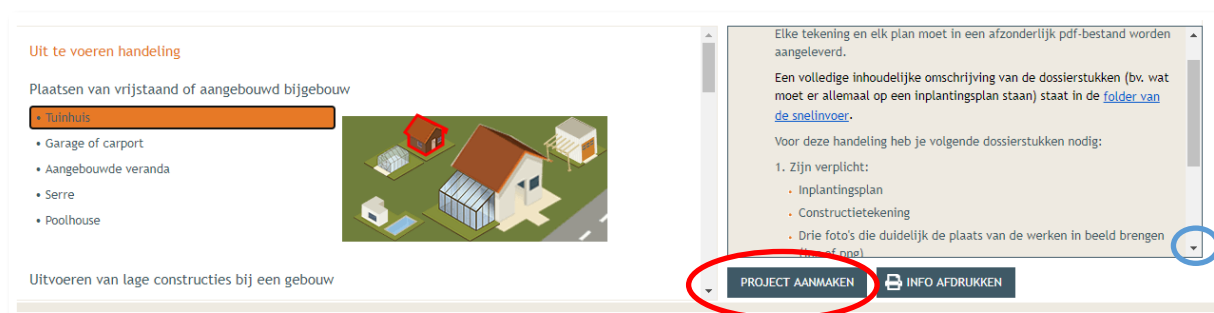 Uit te voeren handeling
Plaatsen van vrijstaand of aangebouwd bijgebouw
• Tuinhuis
• Garage of carport
• Aangebouwde veranda
• Serre
• Poolhouse
Uitvoeren van lage constructies bij een gebouw
Elke tekening en elk plan moet in een afzonderlijk pdf-bestand worden
aangeleverd.
Een volledige inhoudelijke omschrijving van de dossierstukken (bv. wat
moet er allemaal op een inplantingsplan staan) staat in de folder van
de snelinvoer.
Voor deze handeling heb je volgende dossierstukken nodig:
1. Zijn verplicht:
• Inplantingsplan
• Constructietekening
• Drie foto's die duidelijk de plaats van de werken in beeld brengen
of png)
PROJECT AANMAKEN
INFO AFDRUKKEN